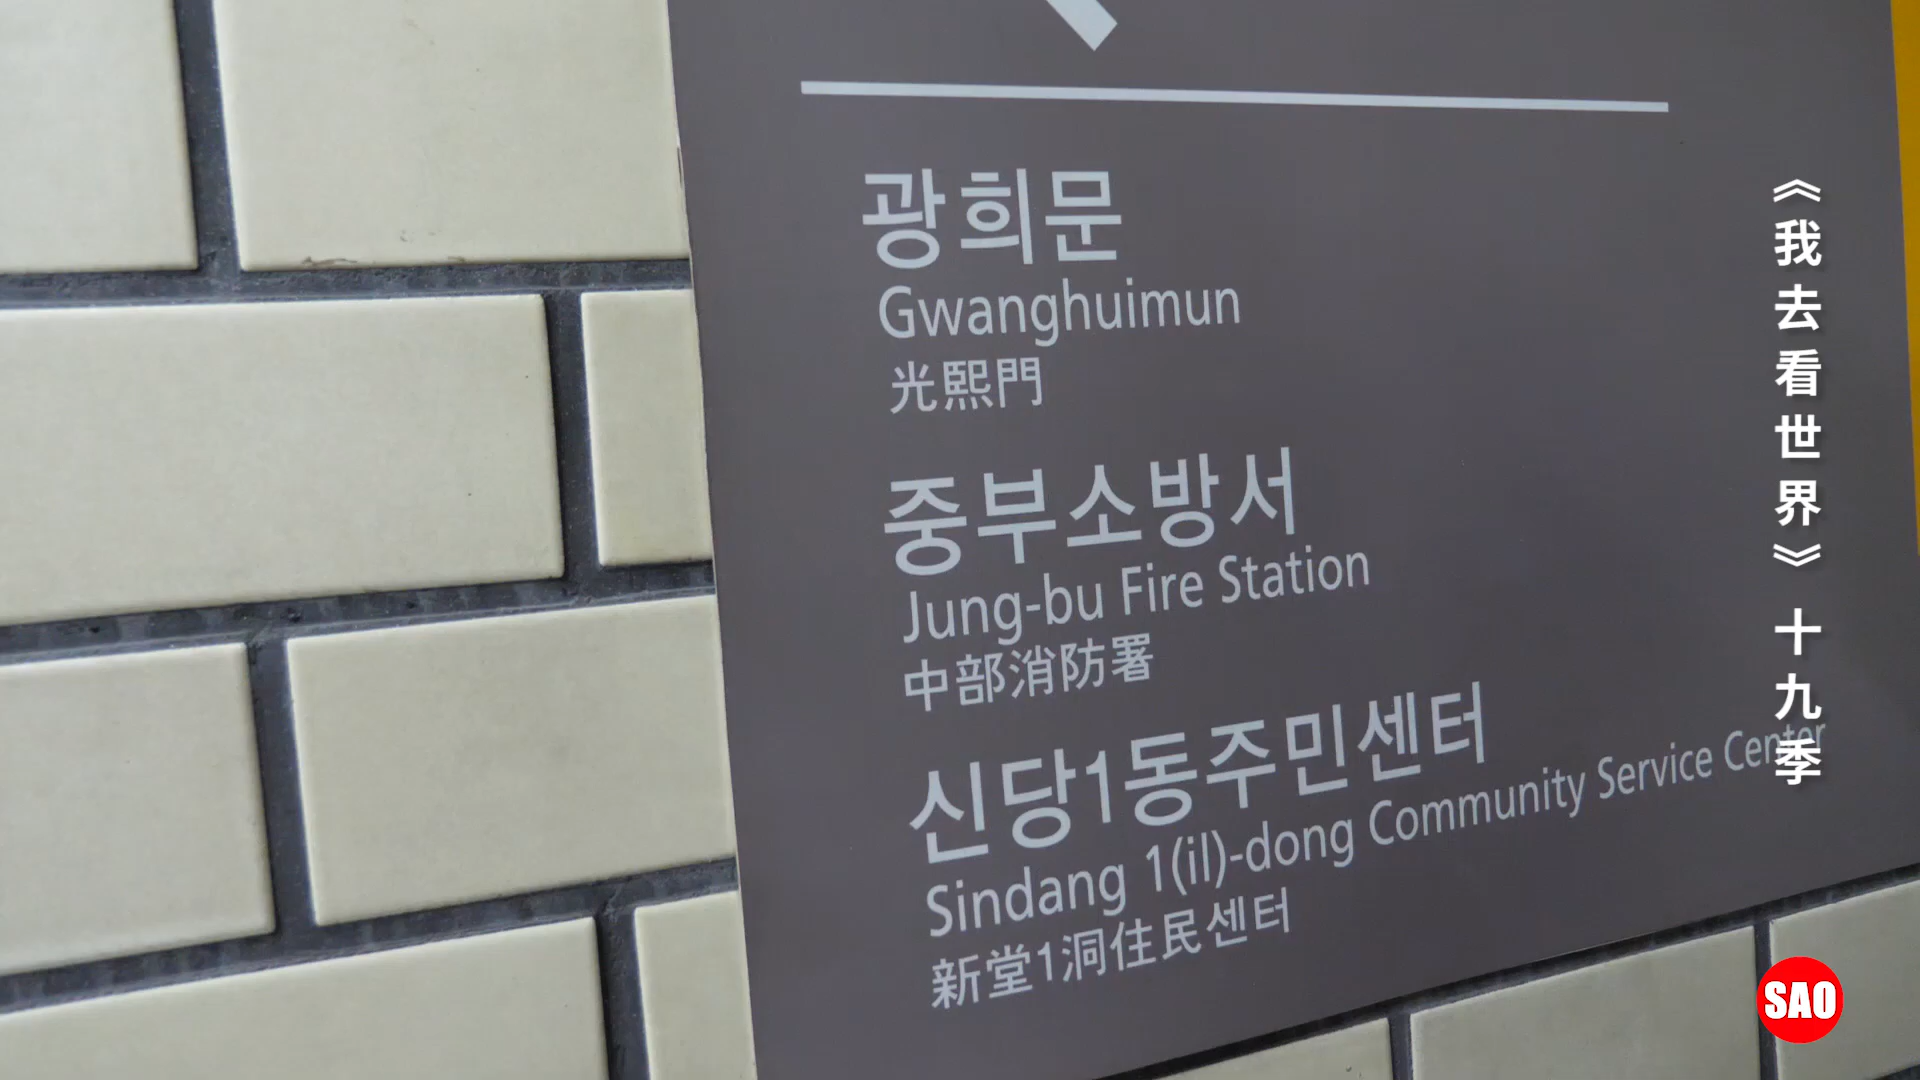 광희문
Gwanghuimun
光熙門
중부소방서
Jung-bu Fire Station
中部消防署
신당1동주민센터
Sindang 1(il)-dong Community Service Center
新堂1洞住民센터
《我去看世界》十九季
SAO